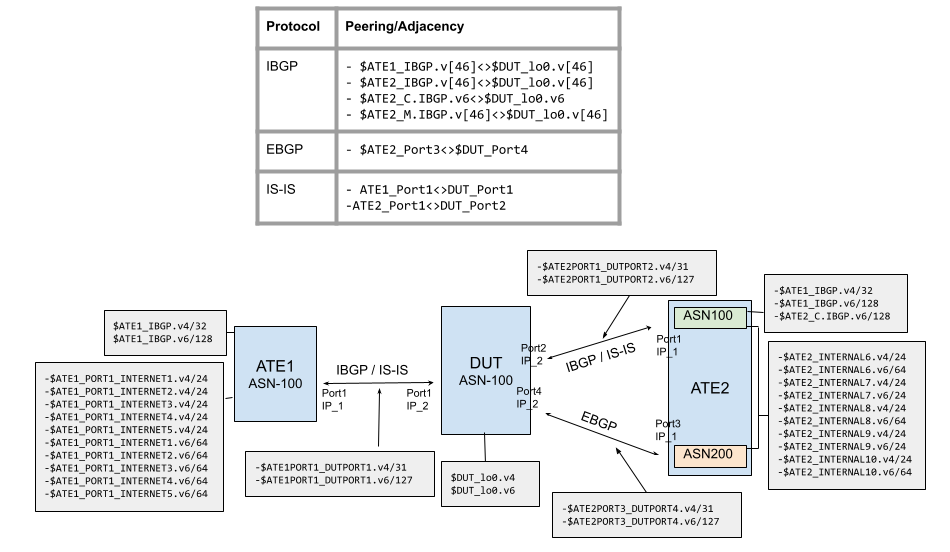 Protocol
Peering/Adjacency
IBGP
- $ATE1_IBGP.v[46]<>$DUT_lo0.v[46]
- $ATE2_IBGP.v[46]<>$DUT_lo0.v[46]
- $ATE2_C.IBGP.v6<>$DUT_lo0.v6
- $ATE2_M.IBGP.v[46]<>$DUT_lo0.v[46]
EBGP
- $ATE2_Port3<>$DUT_Port4
IS-IS
- ATE1_Port1<>DUT_Port1
-ATE2_Port1<>DUT_Port2
-$ATE2PORT1_DUTPORT2.v4/31
-$ATE2PORT1_DUTPORT2.v6/127
-$ATE1_IBGP.v4/32
-$ATE1_IBGP.v6/128
-$ATE2_C.IBGP.v6/128
$ATE1_IBGP.v4/32
$ATE1_IBGP.v6/128
ATE1
ASN-100
IBGP / IS-IS
Port1
IP_1
Port1
IP_2
DUT
ASN-100
Port2
IP_2
Port4
IP_2
IBGP / IS-IS
EBGP
ASN100
Port1
IP_1
ATE2
Port3
IP_1
ASN200
-$ATE2_INTERNAL6.v4/24
-$ATE2_INTERNAL6.v6/64
-$ATE2_INTERNAL7.v4/24
-$ATE2_INTERNAL7.v6/64
-$ATE2_INTERNAL8.v4/24
-$ATE2_INTERNAL8.v6/64
-$ATE2_INTERNAL9.v4/24
-$ATE2_INTERNAL9.v6/64
-$ATE2_INTERNAL10.v4/24
-$ATE2_INTERNAL10.v6/64
-$ATE1_PORT1_INTERNET1.v4/24
-$ATE1_PORT1_INTERNET2.v4/24
-$ATE1_PORT1_INTERNET3.v4/24
-$ATE1_PORT1_INTERNET4.v4/24
-$ATE1_PORT1_INTERNET5.v4/24
-$ATE1_PORT1_INTERNET1.v6/64
-$ATE1_PORT1_INTERNET2.v6/64
-$ATE1_PORT1_INTERNET3.v6/64
-$ATE1_PORT1_INTERNET4.v6/64
-$ATE1_PORT1_INTERNET5.v6/64
-$ATE1PORT1_DUTPORT1.v4/31
-$ATE1PORT1_DUTPORT1.v6/127
$DUT_lo0.v4
$DUT_lo0.v6
-$ATE2PORT3_DUTPORT4.v4/31
-$ATE2PORT3_DUTPORT4.v6/127